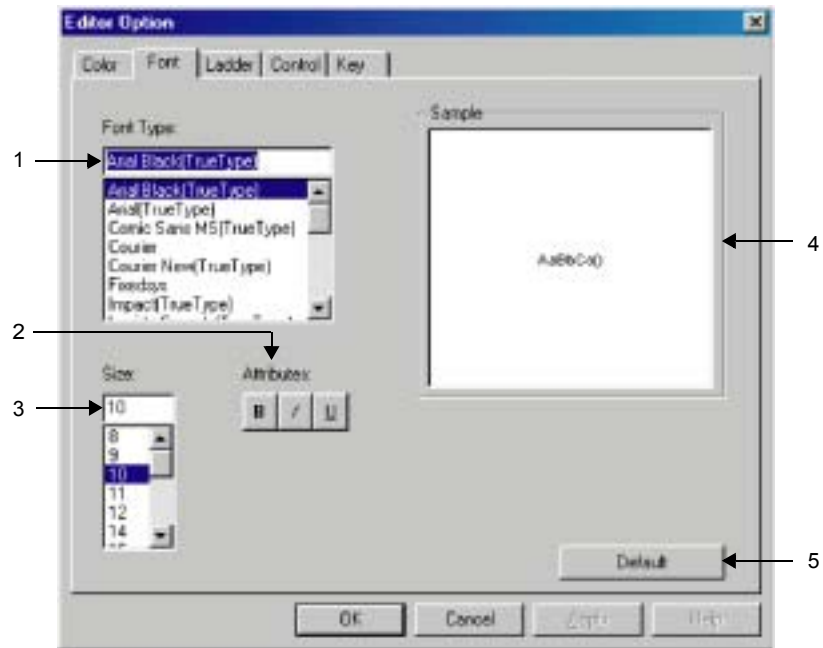 Editor Option
Color Font Ladder Control Key
Font Type:
Sample
1
Arial Black(TrueType)
Arial Black(TrueType)
Arial(TrueType)
Comic Sans MS(TrueType)
Courier
Courier New(TrueType)
Fixedsys
Impact(TrueType)
4
AaBbCc()
2
Size:
Attributes:
3
10
B I U
8
9
10
11
12
14
Default
5
OK Cancel Apply Help